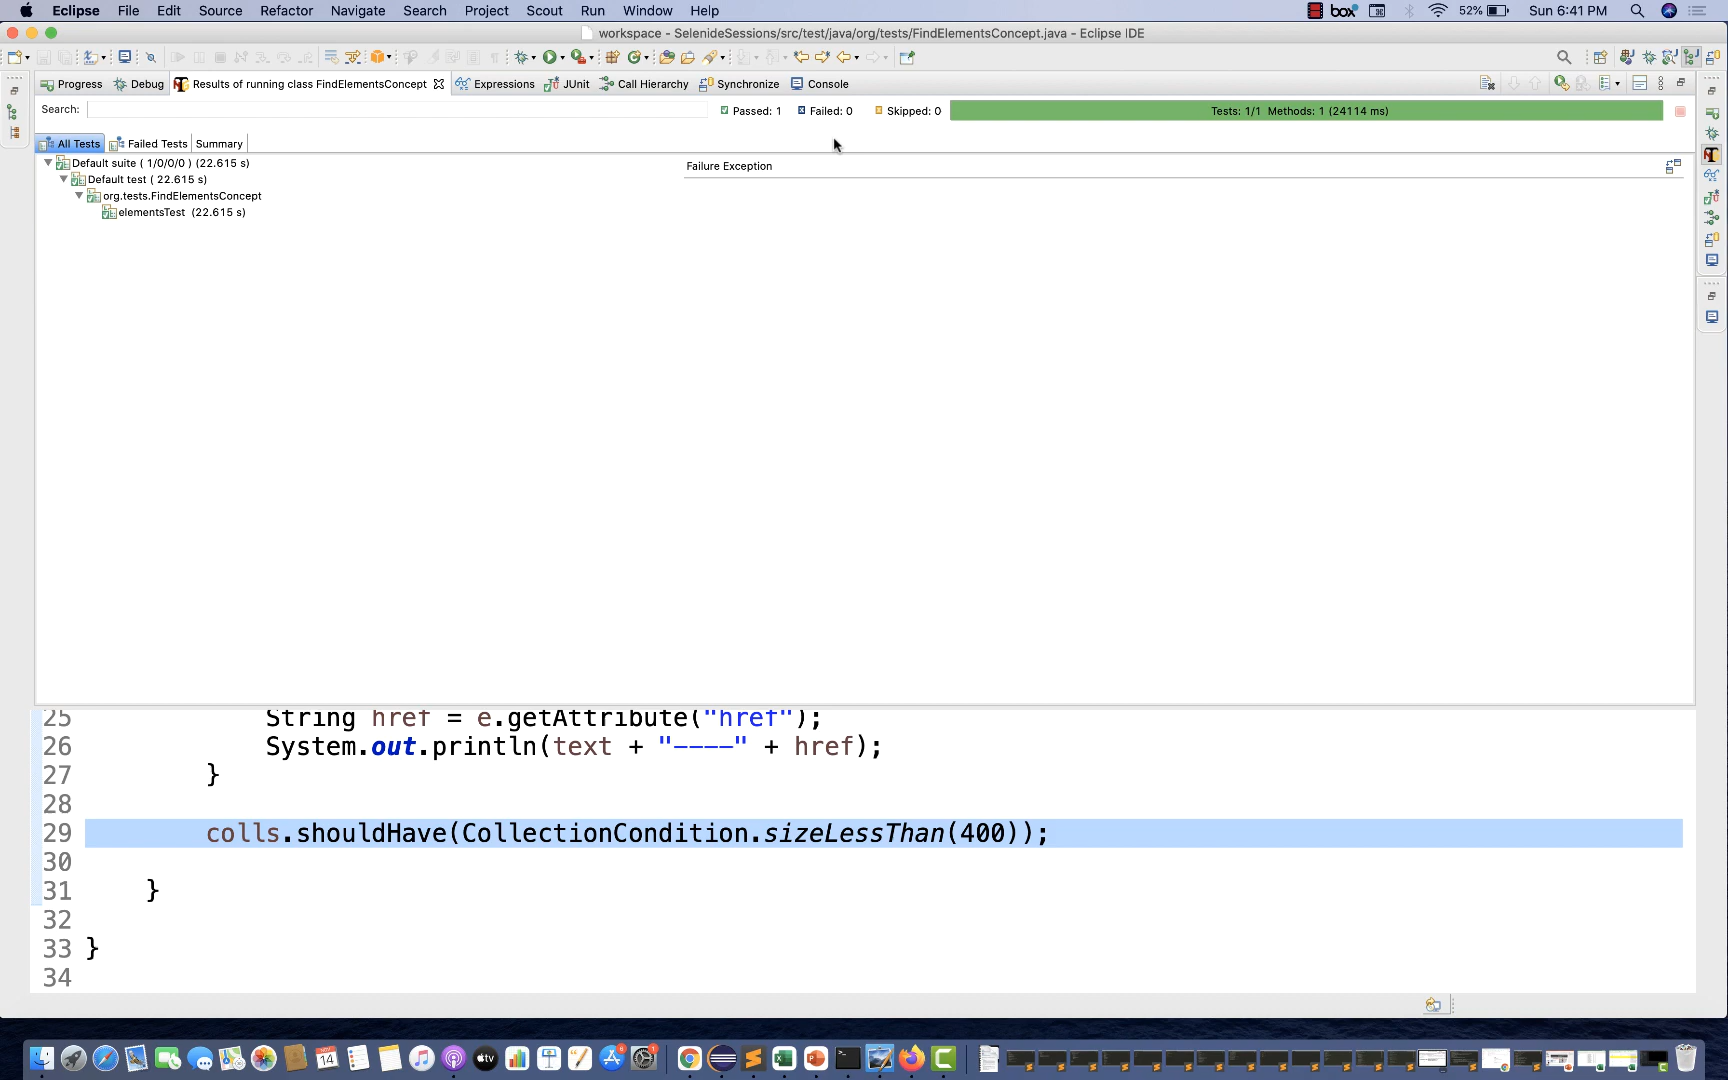 Eclipse File Edit Source Refactor Navigate Search Project Scout Run Window Help box 52% Sun 6:41 PM
workspace - SelenideSessions/src/test/java/org/tests/FindElementsConcept.java - Eclipse IDE
Progress Debug Results of running class FindElementsConcept Expressions JUnit Call Hierarchy Synchronize Console
Search: Passed: 1 Failed: 0 Skipped: 0 Tests: 1/1 Methods: 1 (24114 ms)
All Tests Failed Tests Summary
Default suite ( 1/0/0/0 ) (22.615 s) Failure Exception
Default test ( 22.615 s)
org.tests.FindElementsConcept
elementsTest (22.615 s)
25 String href = e.getAttribute("href");
26 System.out.println(text + "----" + href);
27 }
28
29 colls.shouldHave(CollectionCondition.sizeLessThan(400));
30
31 }
32
33 }
34
NOV
14
tv